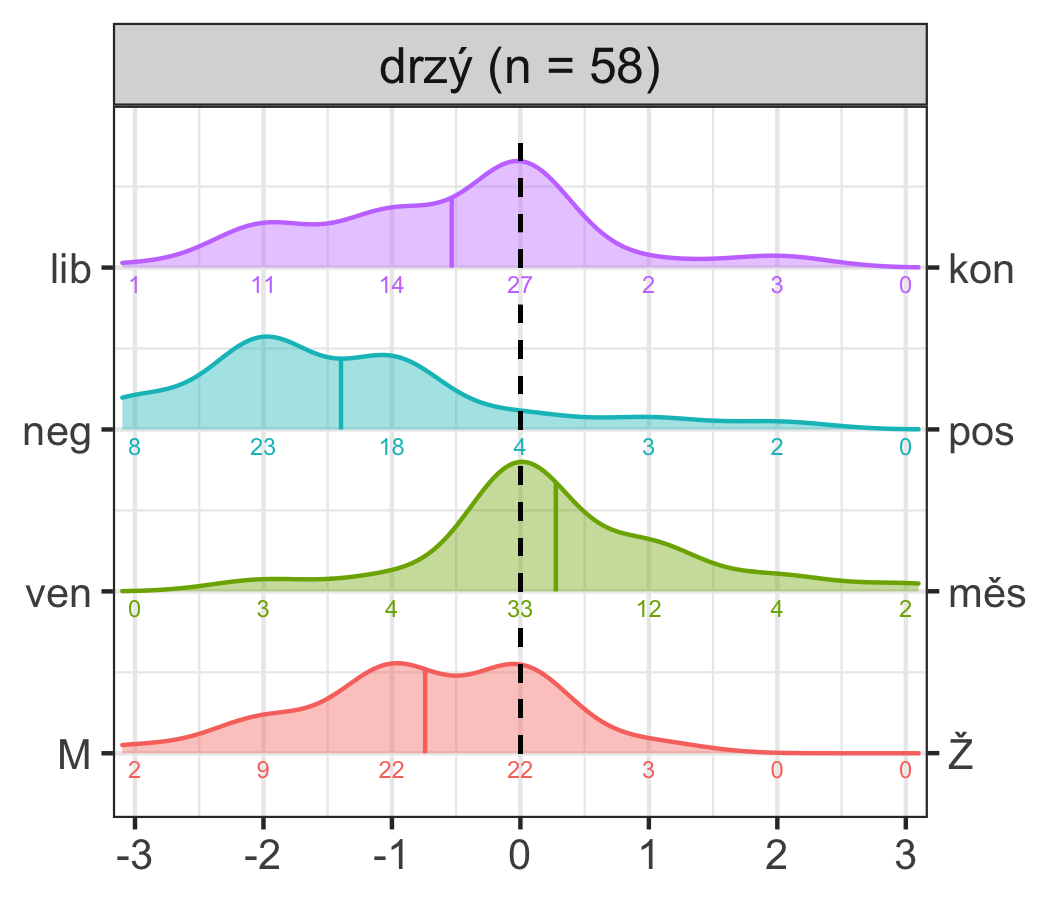 drzý (n = 58)
lib kon
1 11 14 27 2 3 0
neg pos
8 23 18 4 3 2 0
ven měs
0 3 4 33 12 4 2
M Ž
2 9 22 22 3 0 0
-3 -2 -1 0 1 2 3